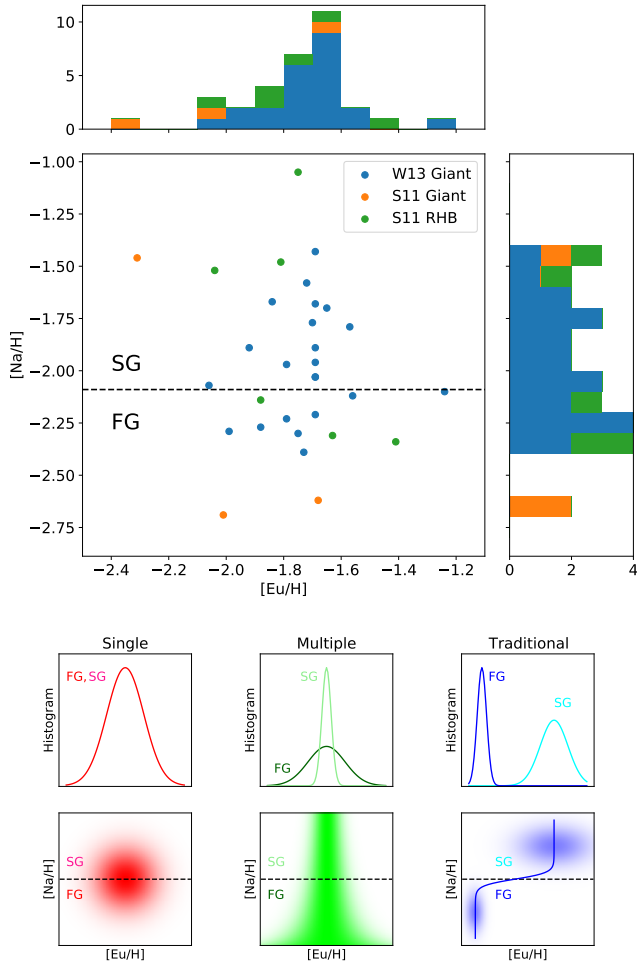 10
5
0
−1.00
−1.25
−1.50
−1.75
−2.00
−2.25
−2.50
−2.75
[Na/H]
W13 Giant
S11 Giant
S11 RHB
SG
FG
−2.4 −2.2 −2.0 −1.8 −1.6 −1.4 −1.2
[Eu/H]
0 2 4
Single
Histogram
FG,SG
Multiple
Histogram
SG
FG
Traditional
Histogram
FG
SG
[Na/H]
SG
FG
[Eu/H]
[Na/H]
SG
FG
[Eu/H]
[Na/H]
SG
FG
[Eu/H]